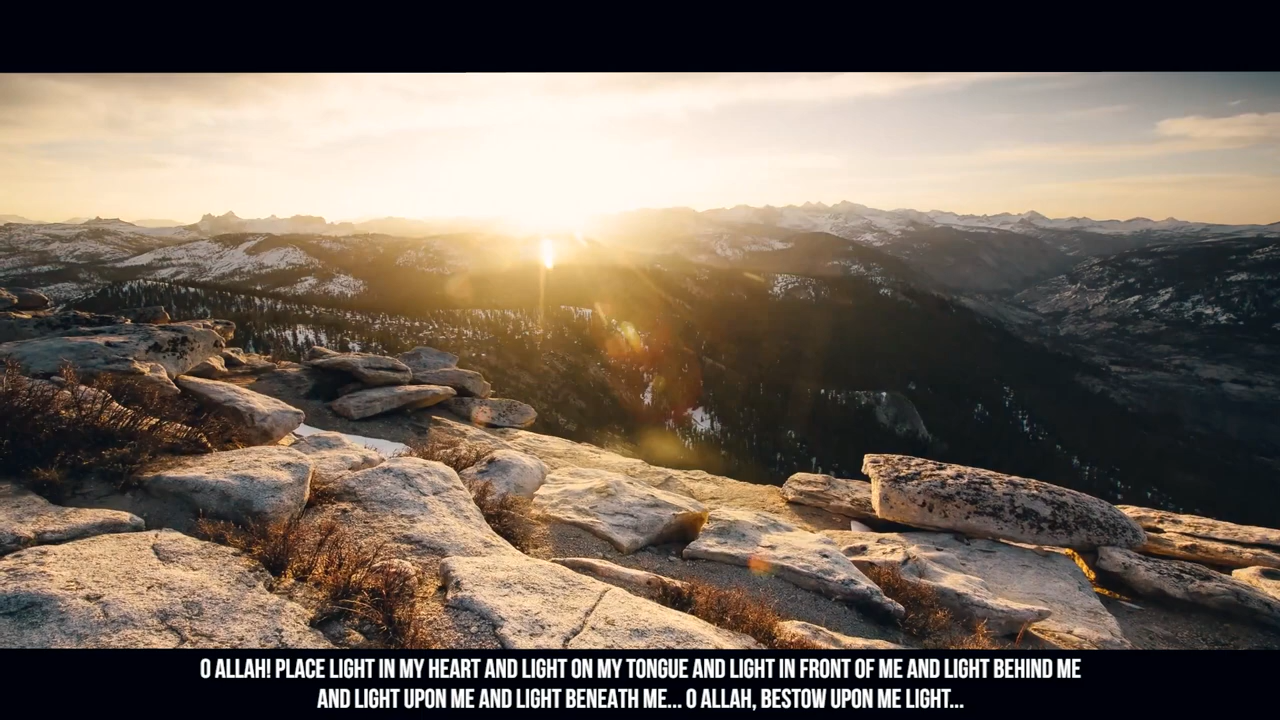 O ALLAH! PLACE LIGHT IN MY HEART AND LIGHT ON MY TONGUE AND LIGHT IN FRONT OF ME AND LIGHT BEHIND ME
AND LIGHT UPON ME AND LIGHT BENEATH ME... O ALLAH, BESTOW UPON ME LIGHT...